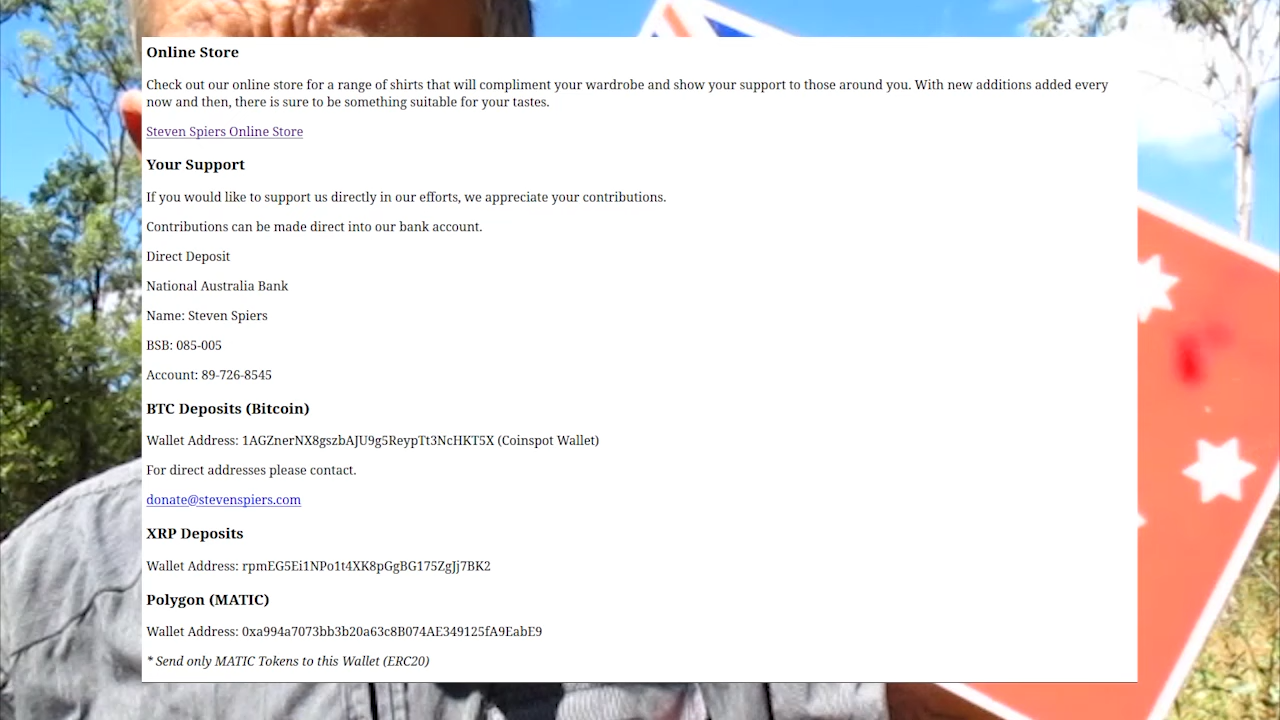 Online Store
Check out our online store for a range of shirts that will compliment your wardrobe and show your support to those around you. With new additions added every
now and then, there is sure to be something suitable for your tastes.
Steven Spiers Online Store
Your Support
If you would like to support us directly in our efforts, we appreciate your contributions.
Contributions can be made direct into our bank account.
Direct Deposit
National Australia Bank
Name: Steven Spiers
BSB: 085-005
Account: 89-726-8545
BTC Deposits (Bitcoin)
Wallet Address: 1AGZnerNX8gszbAJU9g5ReypTt3NcHKT5X (Coinspot Wallet)
For direct addresses please contact.
donate@stevenspiers.com
XRP Deposits
Wallet Address: rpmEG5Ei1NPo1t4XK8pGgBG175ZgJj7BK2
Polygon (MATIC)
Wallet Address: 0xa994a7073bb3b20a63c8B074AE349125fA9EabE9
* Send only MATIC Tokens to this Wallet (ERC20)